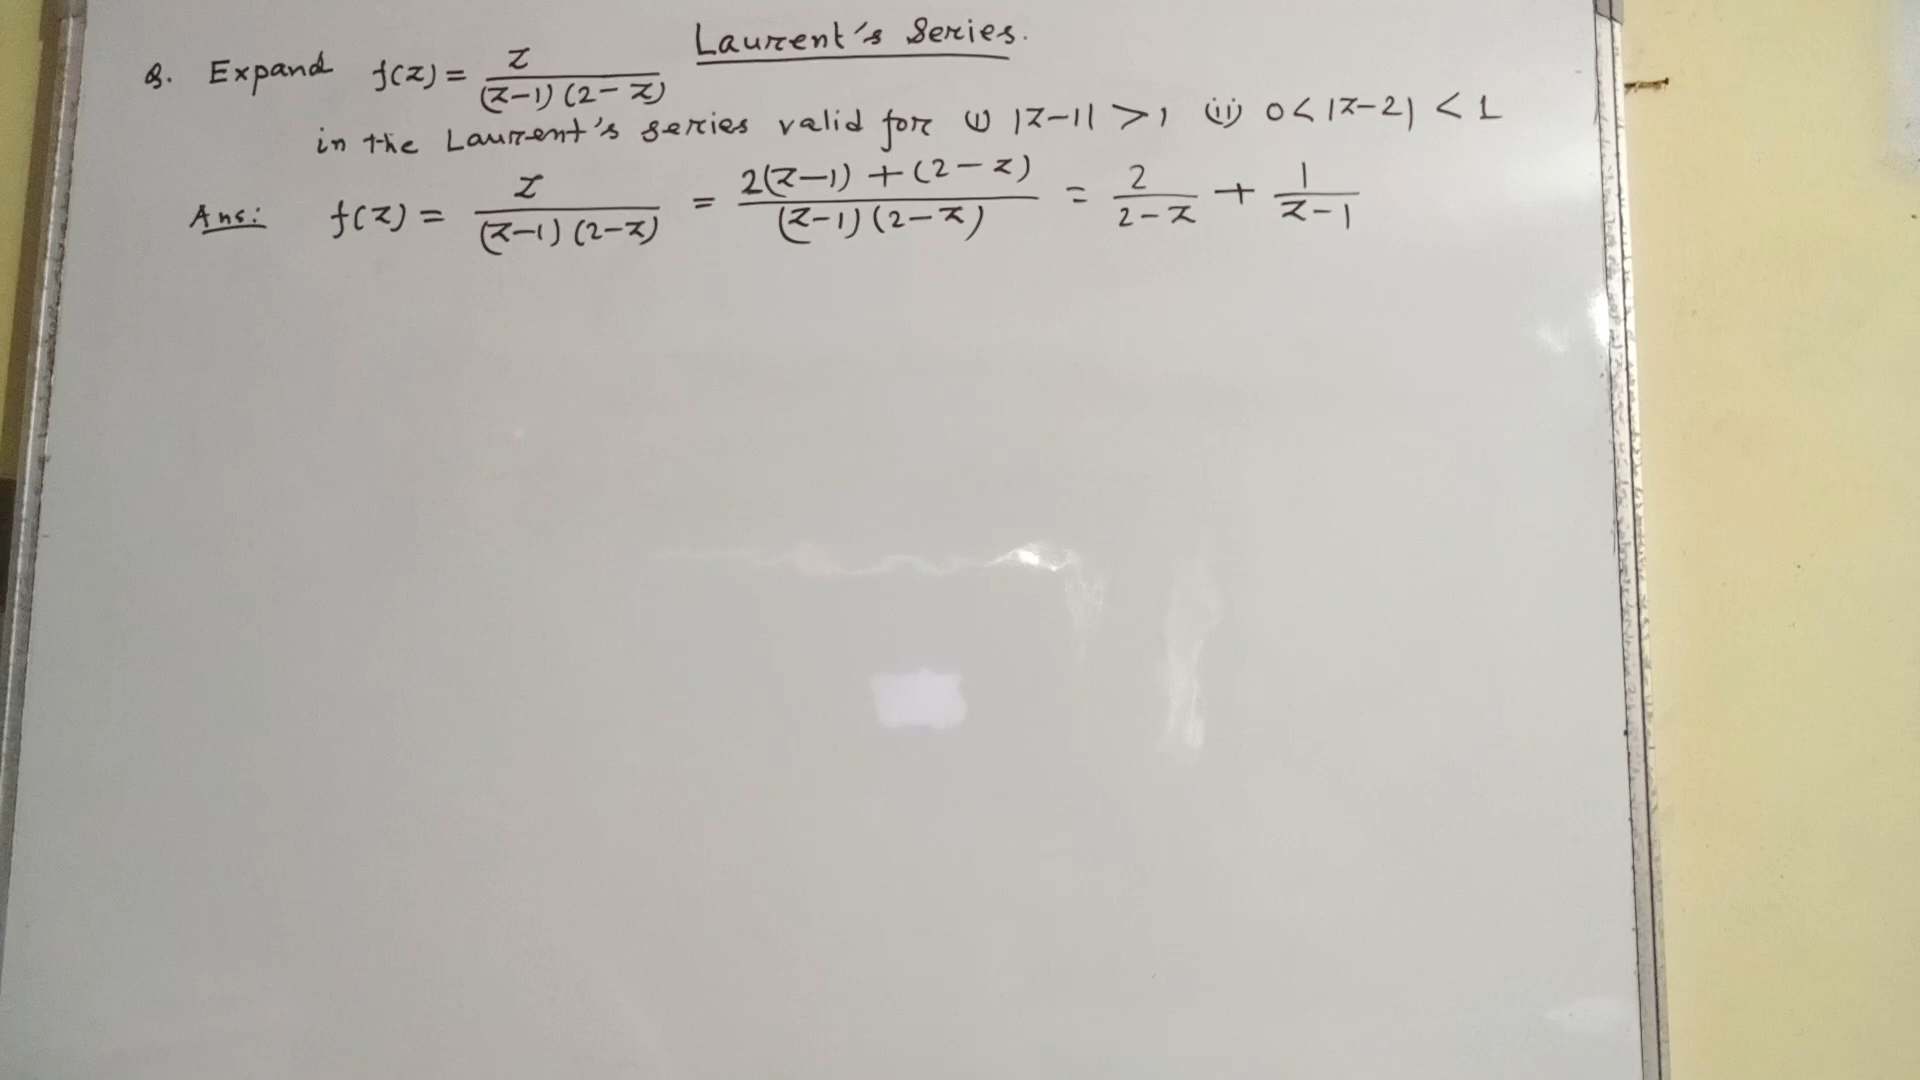 Laurent's Series.
Q. Expand f(z) = z / (z-1)(2-z)
in the Laurent's series valid for (i) |z-1| > 1 (ii) 0 < |z-2| < 1
Ans: f(z) = z / (z-1)(2-z) = 2(z-1) + (2-z) / (z-1)(2-z) = 2 / 2-z + 1 / z-1